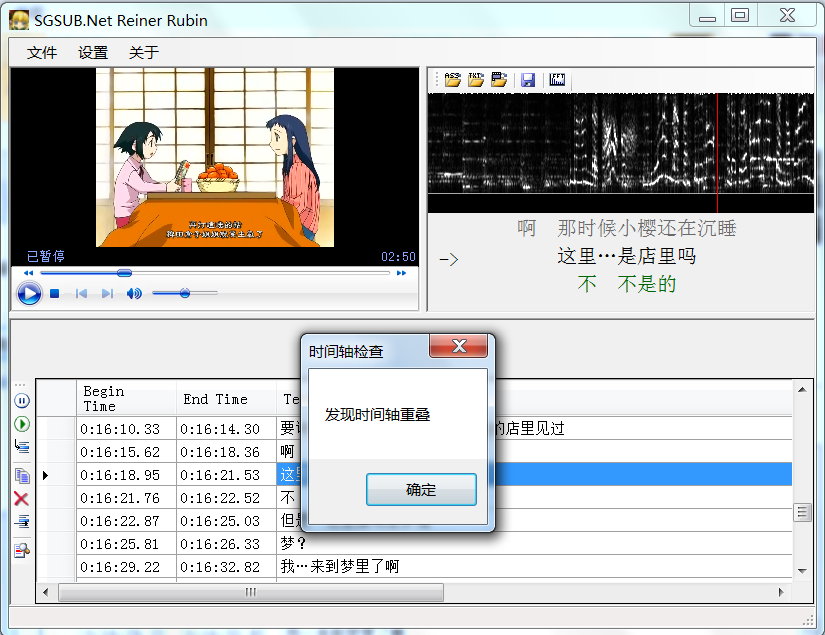 SGSUB.Net Reiner Rubin
文件 设置 关于
ASS TXT
已暂停 02:50
啊 那时候小樱还在沉睡
—> 这里…是店里吗
不 不是的
时间轴检查
发现时间轴重叠
确定
Begin Time End Time Te
0:16:10.33 0:16:14.30 要 的店里见过
0:16:15.62 0:16:18.36 啊
0:16:18.95 0:16:21.53 这里
0:16:21.76 0:16:22.52 不
0:16:22.87 0:16:25.03 但是
0:16:25.81 0:16:26.33 梦？
0:16:29.22 0:16:32.82 我…来到梦里了啊